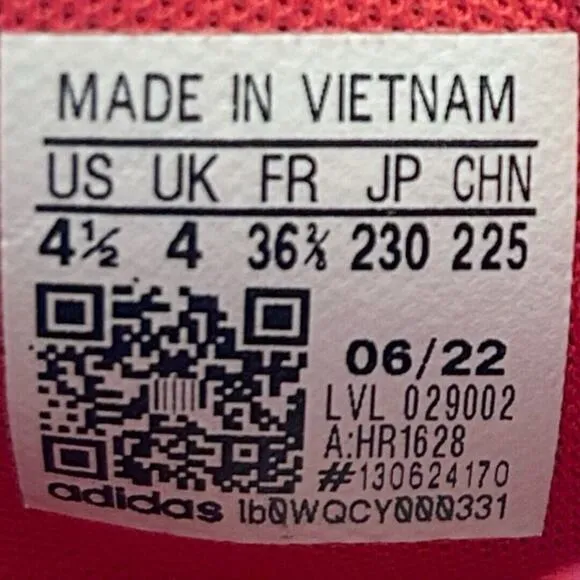 MADE IN VIETNAM
US UK FR JP CHN
4½ 4 36⅔ 230 225
06/22
LVL 029002
A:HR1628
#130624170
adidas 1b0WQCY000331